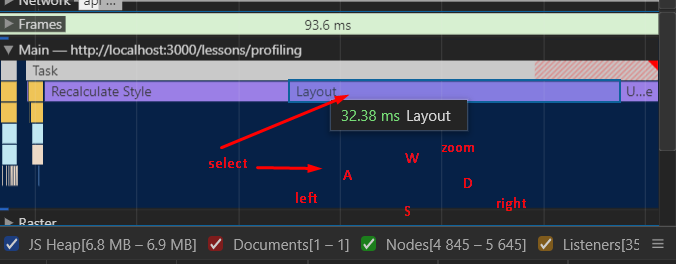 Network api ...
Frames 93.6 ms
Main — http://localhost:3000/lessons/profiling
Task
Recalculate Style Layout U...e
32.38 ms Layout
zoom
W
select
A D
left right
S
Raster
JS Heap[6.8 MB – 6.9 MB] Documents[1 – 1] Nodes[4 845 – 5 645] Listeners[35